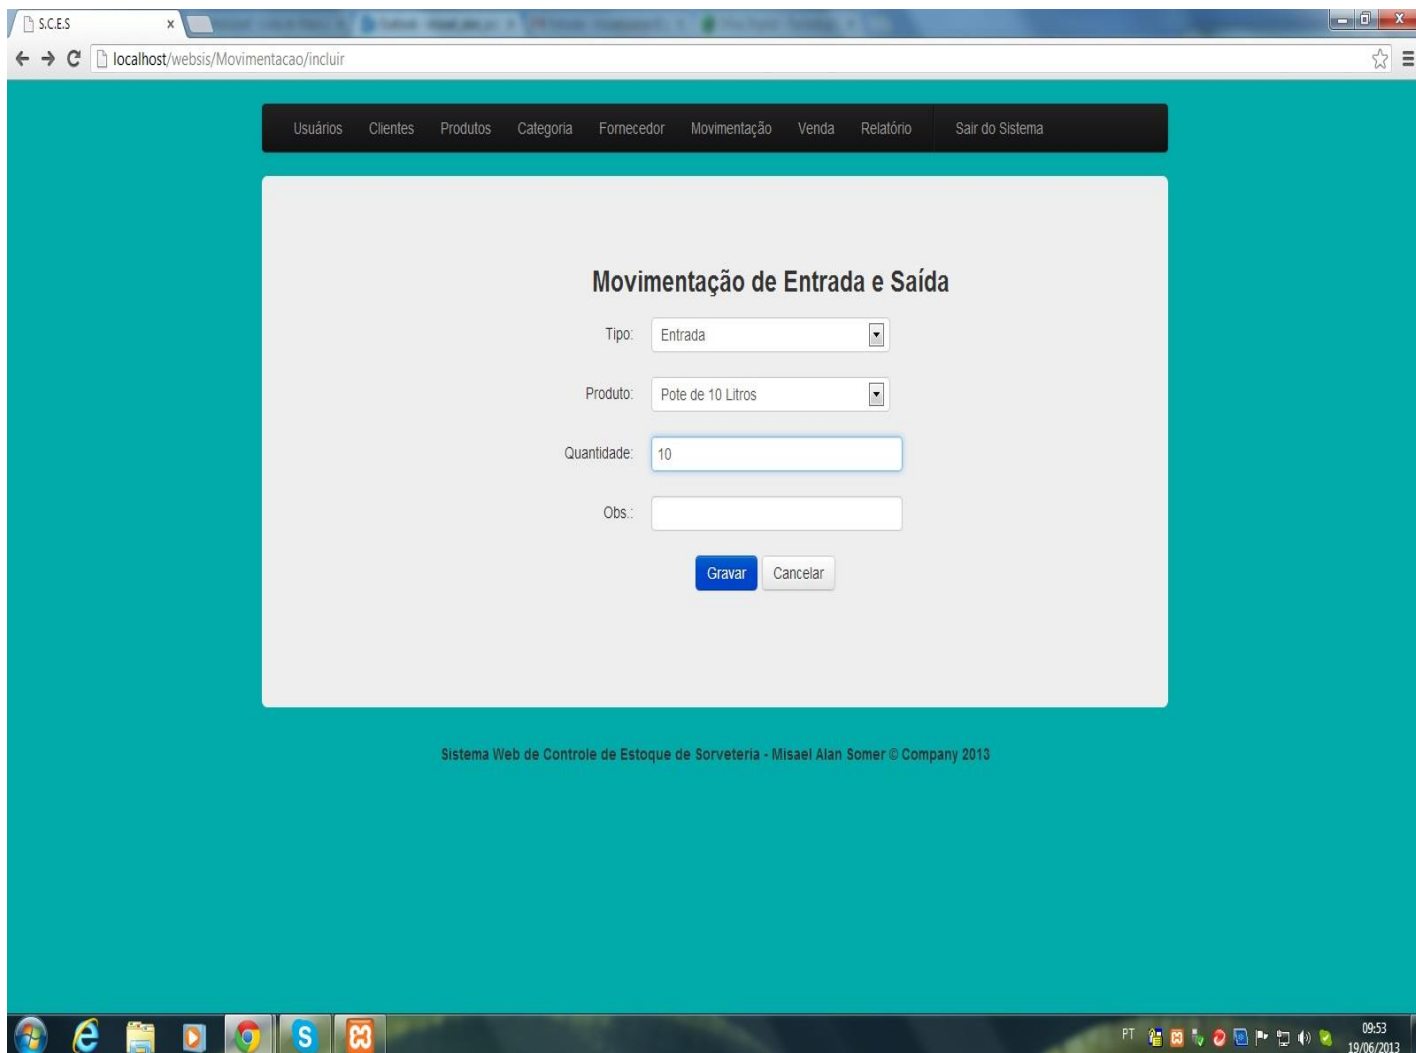 S.C.E.S
localhost/websis/Movimentacao/incluir
Usuários Clientes Produtos Categoria Fornecedor Movimentação Venda Relatório Sair do Sistema
Movimentação de Entrada e Saída
Tipo: Entrada
Produto: Pote de 10 Litros
Quantidade: 10
Obs.:
Gravar Cancelar
Sistema Web de Controle de Estoque de Sorveteria - Misael Alan Somer © Company 2013
PT
09:53
19/06/2013